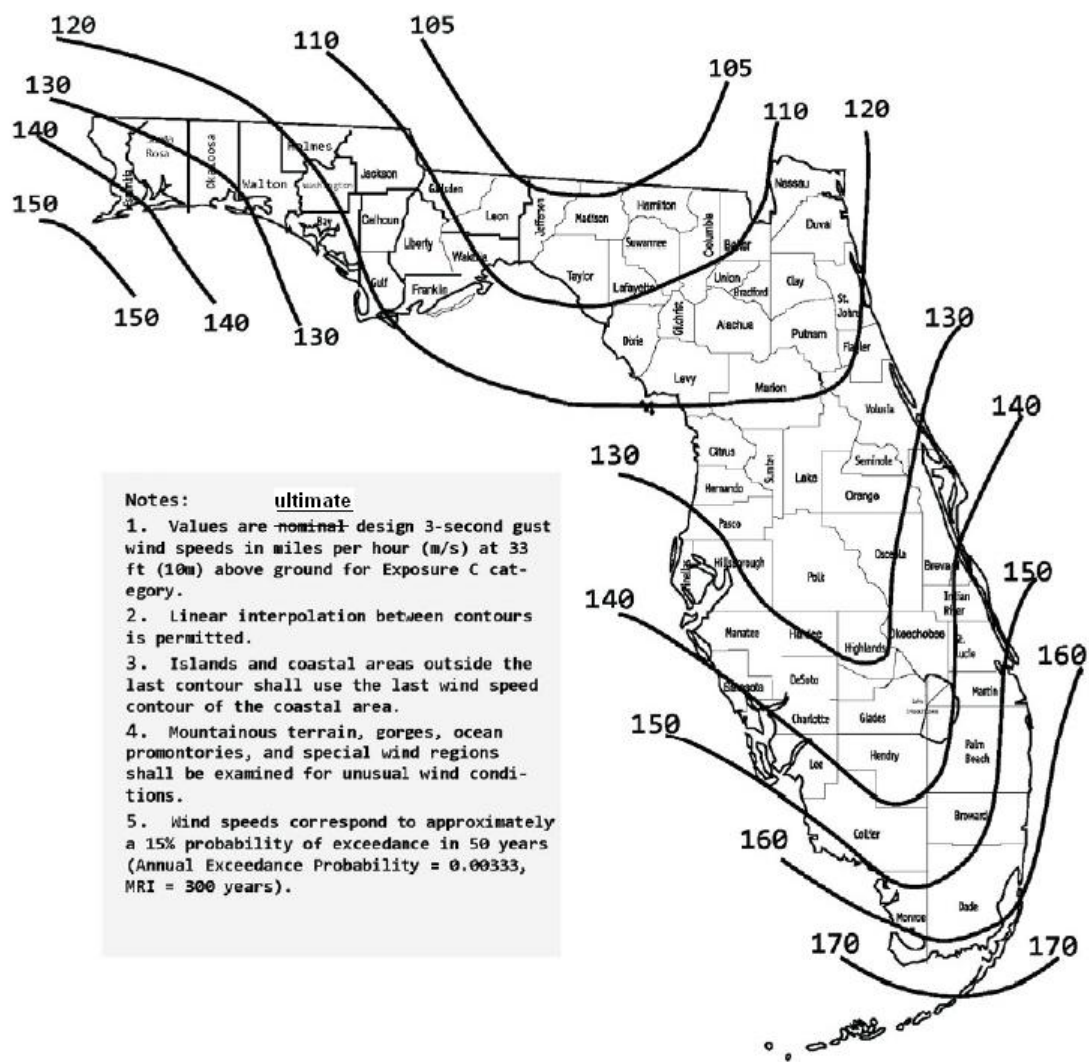 120
110
105
105
130
110
120
140
150
Santa
Rosa
Okaloosa
Walton
Holmes
Washington
Jackson
Bay
Calhoun
Gulf
Liberty
Gadsden
Leon
Wakulla
Franklin
Jefferson
Madison
Hamilton
Taylor
Suwannee
Lafayette
Columbia
Baker
Nassau
Duval
Union
Bradford
Clay
St.
Johns
Dixie
Gilchrist
Alachua
Putnam
Flagler
Levy
Marion
Volusia
150
140
130
130
140
130
Citrus
Hernando
Sumter
Lake
Seminole
Orange
Pasco
Pinellas
Hillsborough
Polk
Osceola
Brevard
Indian
River
150
140
Manatee
Hardee
Highlands
Okeechobee
St.
Lucie
160
Sarasota
DeSoto
Martin
Charlotte
Glades
150
Lee
Hendry
Palm
Beach
Collier
Broward
160
Monroe
Dade
170
170
Notes:
ultimate
1. Values are nominal design 3-second gust
wind speeds in miles per hour (m/s) at 33
ft (10m) above ground for Exposure C cat-
egory.
2. Linear interpolation between contours
is permitted.
3. Islands and coastal areas outside the
last contour shall use the last wind speed
contour of the coastal area.
4. Mountainous terrain, gorges, ocean
promontories, and special wind regions
shall be examined for unusual wind condi-
tions.
5. Wind speeds correspond to approximately
a 15% probability of exceedance in 50 years
(Annual Exceedance Probability = 0.00333,
MRI = 300 years).